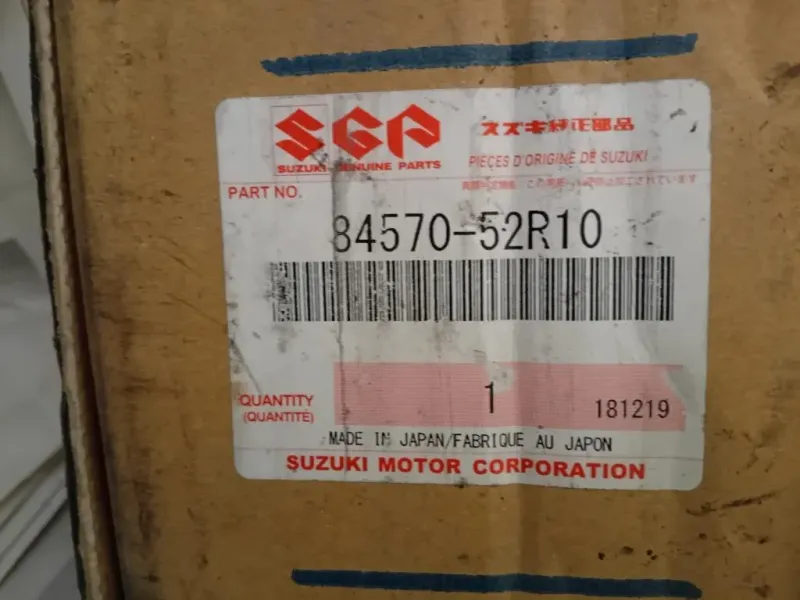 SGP
スズキ純正部品
SUZUKI GENUINE PARTS
PIECES D'ORIGINE DE SUZUKI
PART NO.
84570-52R10
QUANTITY
1
181219
(QUANTITÉ)
MADE IN JAPAN/FABRIQUE AU JAPON
SUZUKI MOTOR CORPORATION